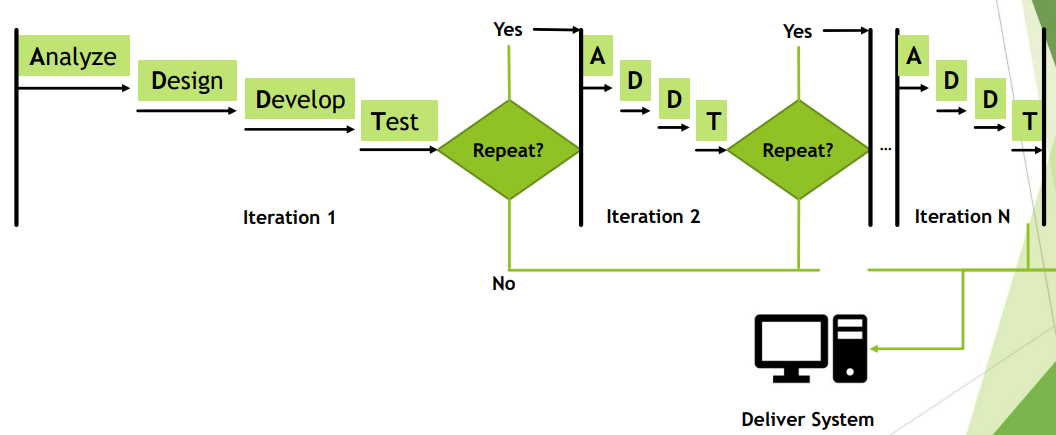 Analyze
Design
Develop
Test
Repeat?
Yes
No
Iteration 1
A
D
D
T
Repeat?
Yes
Iteration 2
...
A
D
D
T
Iteration N
Deliver System